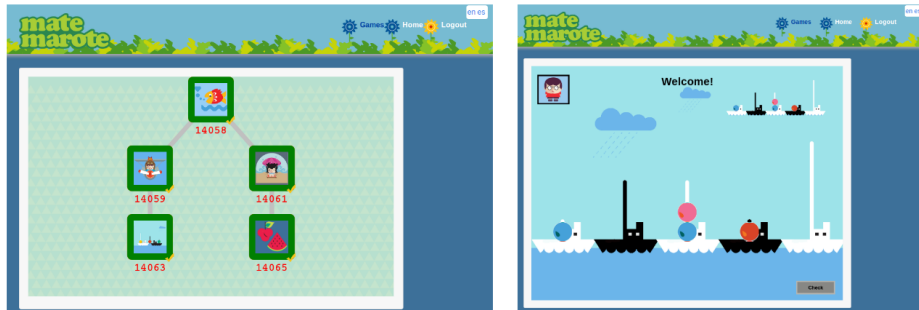 mate
marote
en es
Games Home Logout
14058
14059 14061
14063 14065
mate
marote
en es
Games Home Logout
Welcome!
Check